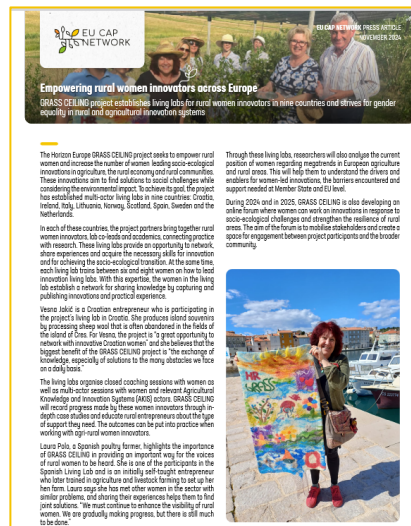 EU CAP NETWORK PRESS ARTICLE
NOVEMBER 2024
EU CAP
NETWORK
Empowering rural women innovators across Europe
GRASS CEILING project establishes living labs for rural women innovators in nine countries and strives for gender
equality in rural and agricultural innovation systems
The Horizon Europe GRASS CEILING project seeks to empower rural
women and increase the number of women leading socio-ecological
innovations in agriculture, the rural economy and rural communities.
These innovations aim to find solutions to social challenges while
considering the environmental impact. To achieve its goal, the project
has established multi-actor living labs in nine countries: Croatia,
Ireland, Italy, Lithuania, Norway, Scotland, Spain, Sweden and the
Netherlands.
In each of these countries, the project partners bring together rural
women innovators, lab co-leads and academics, connecting practice
with research. These living labs provide an opportunity to network,
share experiences and acquire the necessary skills for innovation
and for achieving the socio-ecological transition. At the same time,
each living lab trains between six and eight women on how to lead
innovation living labs. With this expertise, the women in the living
lab establish a network for sharing knowledge by capturing and
publishing innovations and practical experience.
Vesna Jakić is a Croatian entrepreneur who is participating in
the project's living lab in Croatia. She produces island souvenirs
by processing sheep wool that is often abandoned in the fields of
the island of Cres. For Vesna, the project is "a great opportunity to
network with innovative Croatian women" and she believes that the
biggest benefit of the GRASS CEILING project is "the exchange of
knowledge, especially of solutions to the many obstacles we face
on a daily basis."
The living labs organise closed coaching sessions with women as
well as multi-actor sessions with women and relevant Agricultural
Knowledge and Innovation Systems (AKIS) actors. GRASS CEILING
will record progress made by these women innovators through in-
depth case studies and educate rural entrepreneurs about the type
of support they need. The outcomes can be put into practice when
working with agri-rural women innovators.
Laura Pola, a Spanish poultry farmer, highlights the importance
of GRASS CEILING in providing an important way for the voices
of rural women to be heard. She is one of the participants in the
Spanish Living Lab and is an initially self-taught entrepreneur
who later trained in agriculture and livestock farming to set up her
hen farm. Laura says she has met other women in the sector with
similar problems, and sharing their experiences helps them to find
joint solutions. "We must continue to enhance the visibility of rural
women. We are gradually making progress, but there is still much
to be done."
Through these living labs, researchers will also analyse the current
position of women regarding megatrends in European agriculture
and rural areas. This will help them to understand the drivers and
enablers for women-led innovations, the barriers encountered and
support needed at Member State and EU level.
During 2024 and in 2025, GRASS CEILING is also developing an
online forum where women can work on innovations in response to
socio-ecological challenges and strengthen the resilience of rural
areas. The aim of the forum is to mobilise stakeholders and create a
space for engagement between project participants and the broader
community.
HR
GRASS